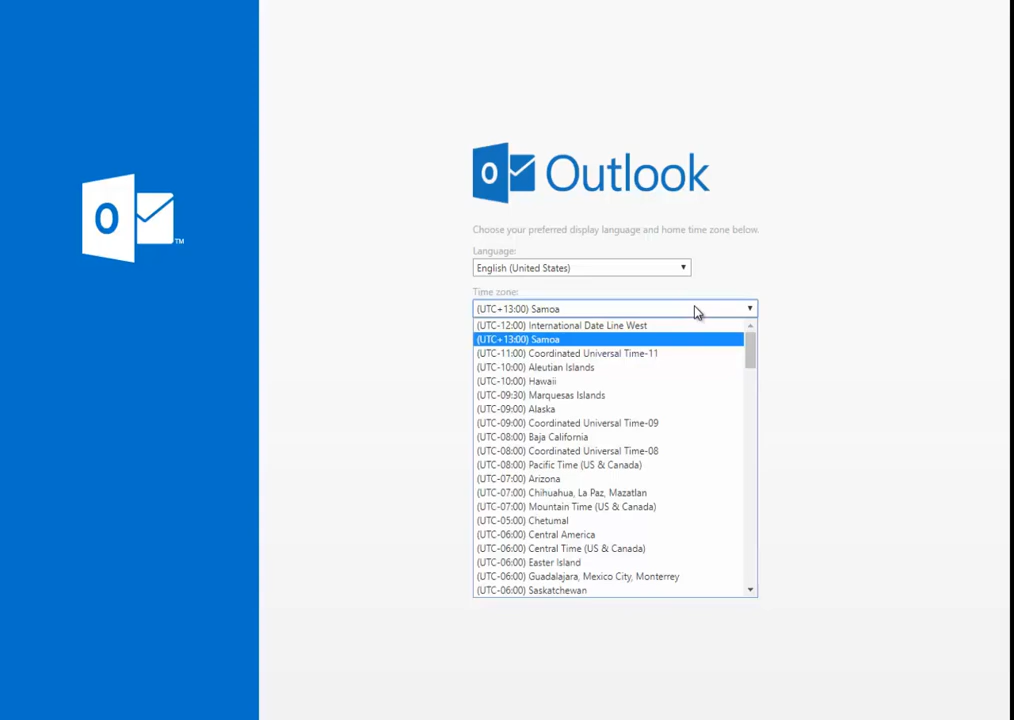 O
TM
O Outlook
Choose your preferred display language and home time zone below.
Language:
English (United States)
Time zone:
(UTC+13:00) Samoa
(UTC-12:00) International Date Line West
(UTC+13:00) Samoa
(UTC-11:00) Coordinated Universal Time-11
(UTC-10:00) Aleutian Islands
(UTC-10:00) Hawaii
(UTC-09:30) Marquesas Islands
(UTC-09:00) Alaska
(UTC-09:00) Coordinated Universal Time-09
(UTC-08:00) Baja California
(UTC-08:00) Coordinated Universal Time-08
(UTC-08:00) Pacific Time (US & Canada)
(UTC-07:00) Arizona
(UTC-07:00) Chihuahua, La Paz, Mazatlan
(UTC-07:00) Mountain Time (US & Canada)
(UTC-05:00) Chetumal
(UTC-06:00) Central America
(UTC-06:00) Central Time (US & Canada)
(UTC-06:00) Easter Island
(UTC-06:00) Guadalajara, Mexico City, Monterrey
(UTC-06:00) Saskatchewan